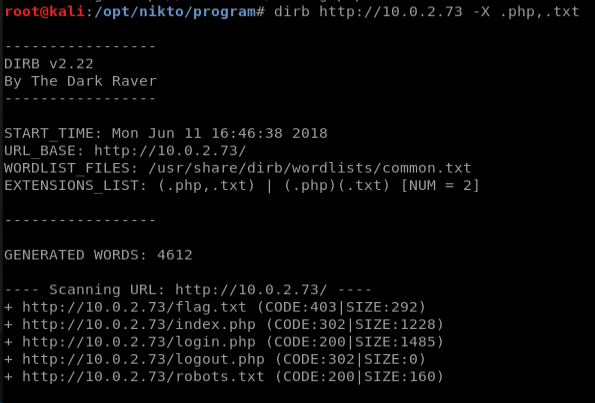 root@kali:/opt/nikto/program# dirb http://10.0.2.73 -X .php,.txt
-----------------
DIRB v2.22
By The Dark Raver
-----------------
START_TIME: Mon Jun 11 16:46:38 2018
URL_BASE: http://10.0.2.73/
WORDLIST_FILES: /usr/share/dirb/wordlists/common.txt
EXTENSIONS_LIST: (.php,.txt) | (.php)(.txt) [NUM = 2]
-----------------
GENERATED WORDS: 4612
---- Scanning URL: http://10.0.2.73/ ----
+ http://10.0.2.73/flag.txt (CODE:403|SIZE:292)
+ http://10.0.2.73/index.php (CODE:302|SIZE:1228)
+ http://10.0.2.73/login.php (CODE:200|SIZE:1485)
+ http://10.0.2.73/logout.php (CODE:302|SIZE:0)
+ http://10.0.2.73/robots.txt (CODE:200|SIZE:160)